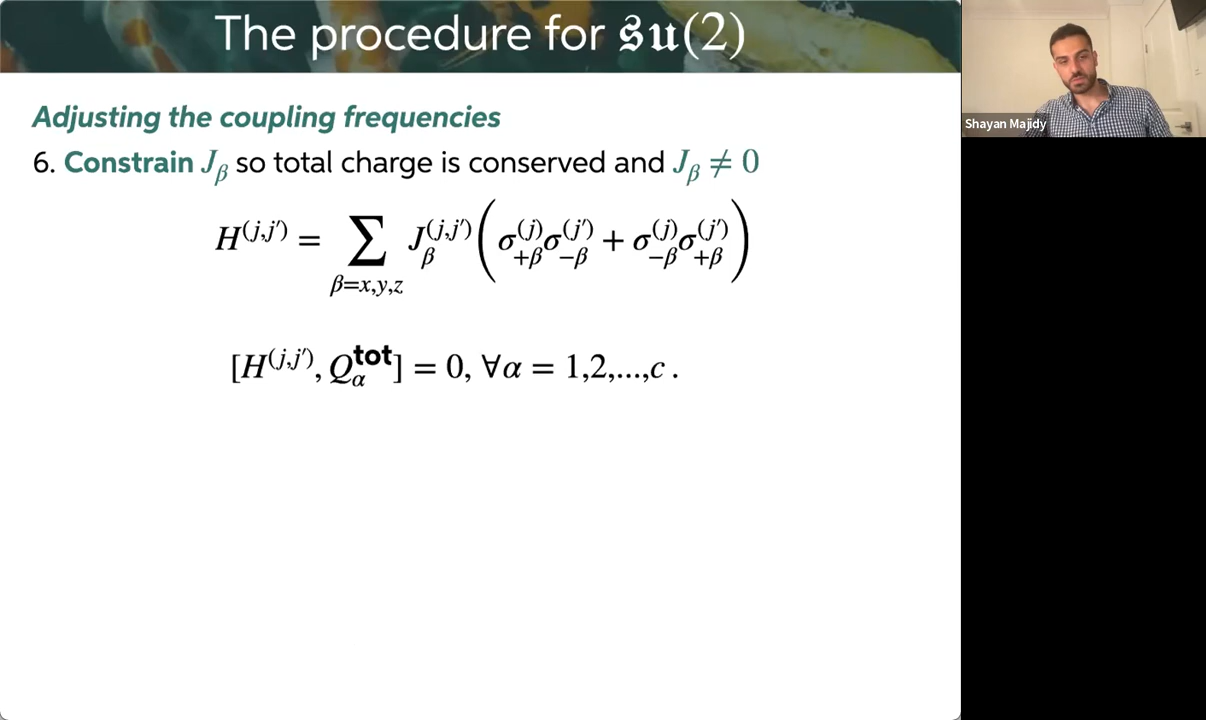 The procedure for 𝔰𝔲(2)
Adjusting the coupling frequencies
6. Constrain J_β so total charge is conserved and J_β ≠ 0
H^{(j,j′)} = ∑_{β=x,y,z} J_β^{(j,j′)} ( σ_{+β}^{(j)} σ_{−β}^{(j′)} + σ_{−β}^{(j)} σ_{+β}^{(j′)} )
[H^{(j,j′)}, Q_α^{tot}] = 0, ∀α = 1,2,...,c .
Shayan Majidy